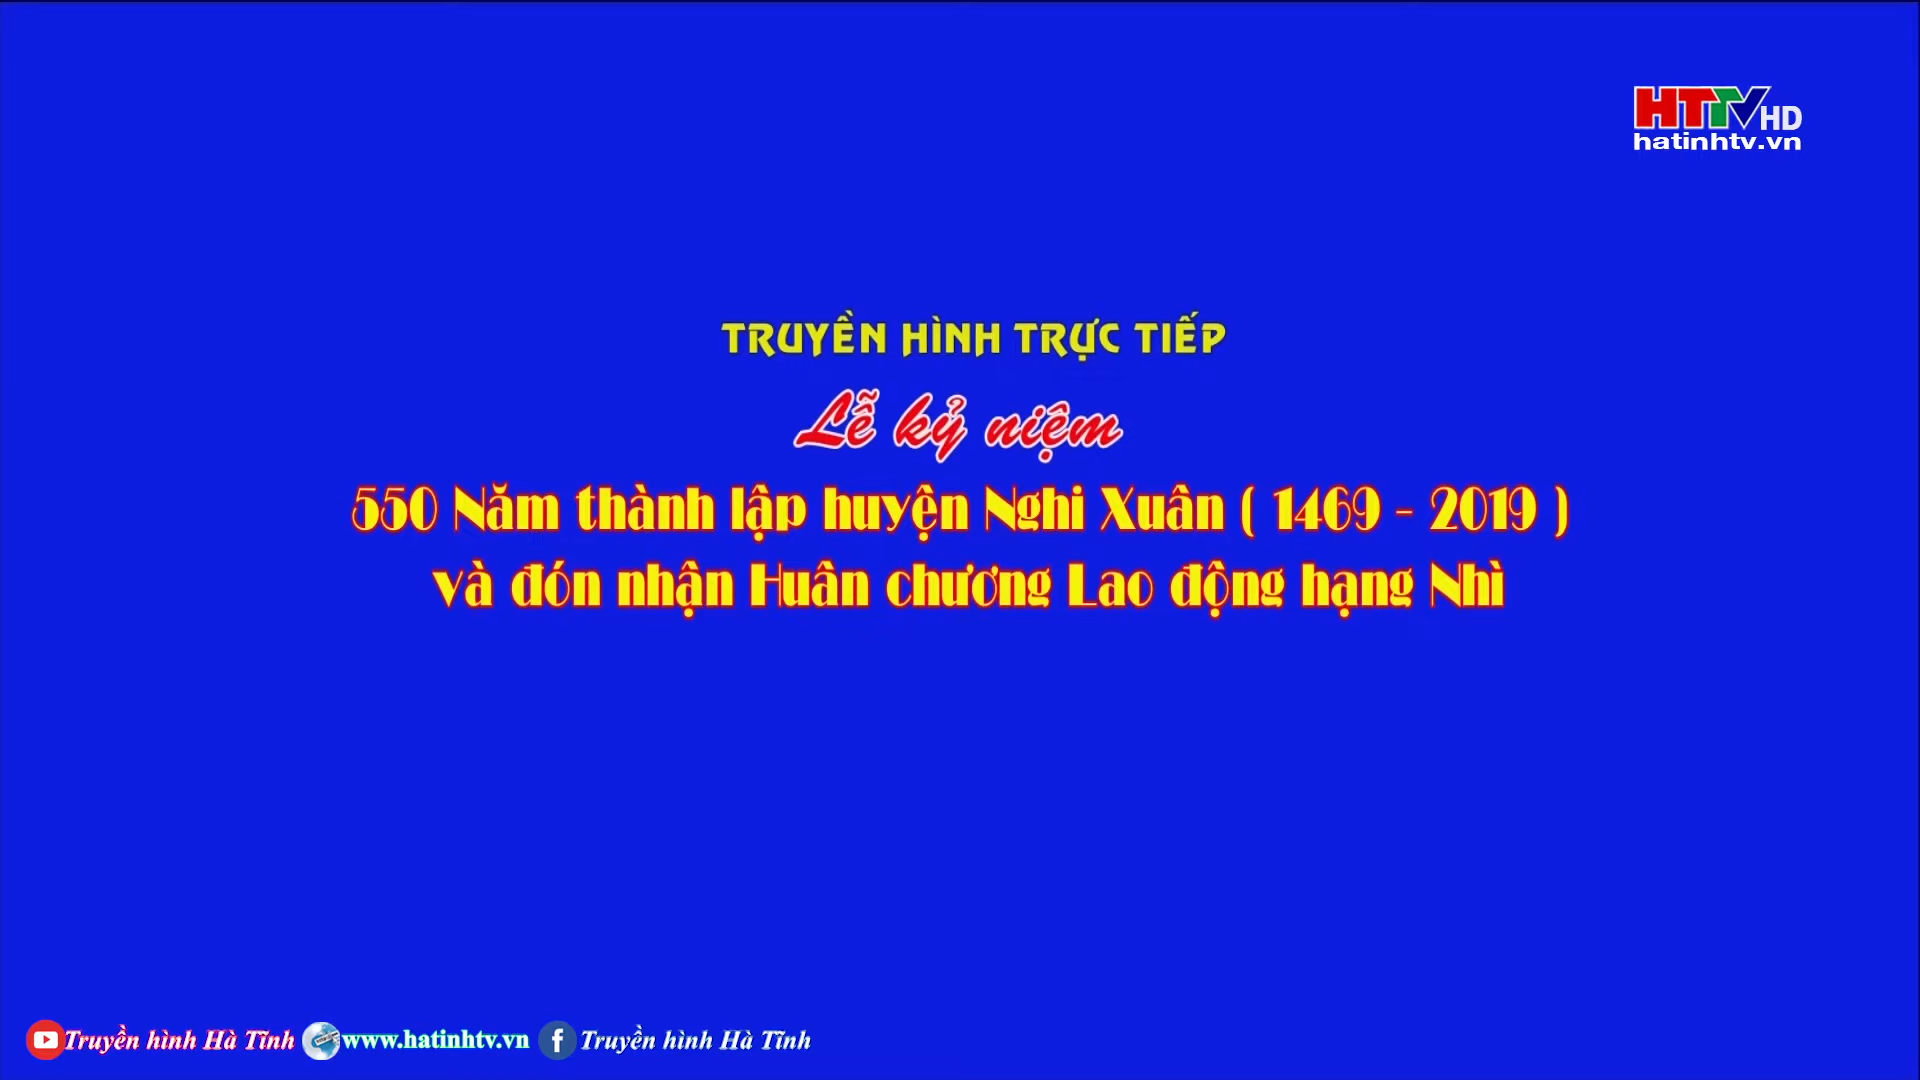 HTTV HD
hatinhtv.vn
TRUYỀN HÌNH TRỰC TIẾP
Lễ kỷ niệm
550 Năm thành lập huyện Nghi Xuân ( 1469 - 2019 )
và đón nhận Huân chương Lao động hạng Nhì
Truyền hình Hà Tĩnh www.hatinhtv.vn f Truyền hình Hà Tĩnh